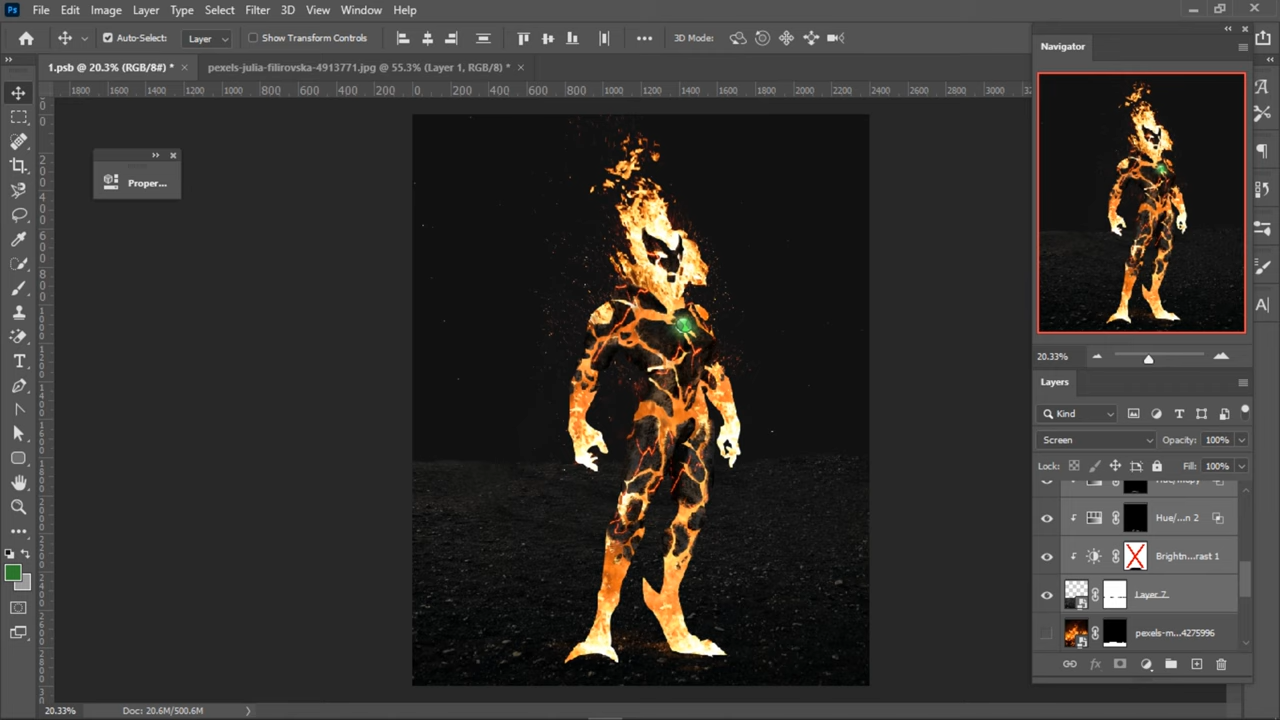 Ps File Edit Image Layer Type Select Filter 3D View Window Help
Auto-Select: Layer Show Transform Controls 3D Mode:
1.psb @ 20.3% (RGB/8#) * × pexels-julia-filirovska-4913771.jpg @ 55.3% (Layer 1, RGB/8) * ×
1800 1600 1400 1200 1000 800 600 400 200 0 200 400 600 800 1000 1200 1400 1600 1800 2000 2200 2400 2600 2800 3000
Proper...
Navigator
20.33%
Layers
Kind
Screen Opacity: 100%
Lock: Fill: 100%
Hue/...n 2
Brightn...rast 1
Layer 7
pexels-m...4275996
20.33% Doc: 20.6M/500.6M